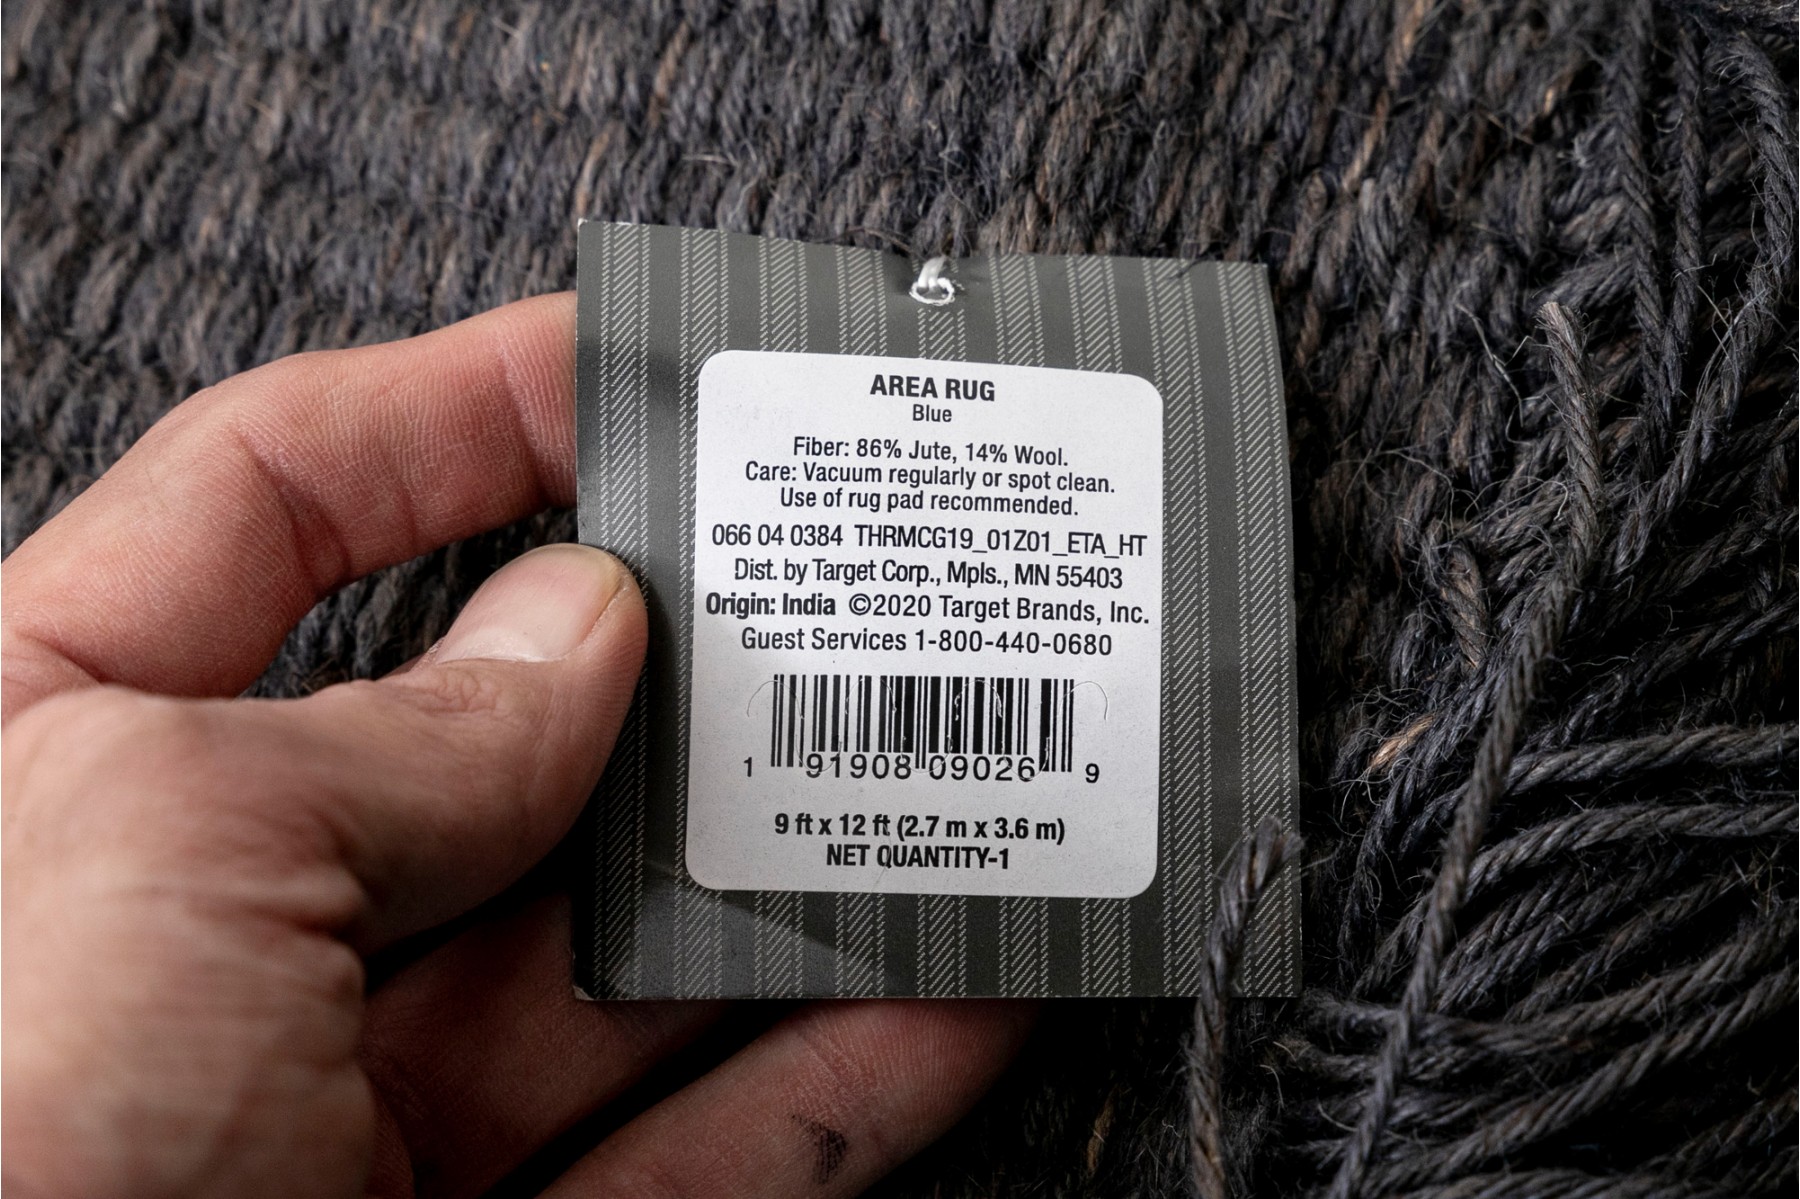 AREA RUG
Blue
Fiber: 86% Jute, 14% Wool.
Care: Vacuum regularly or spot clean.
Use of rug pad recommended.
066 04 0384 THRMCG19_01Z01_ETA_HT
Dist. by Target Corp., Mpls., MN 55403
Origin: India ©2020 Target Brands, Inc.
Guest Services 1-800-440-0680
1 91908 09026 9
9 ft x 12 ft (2.7 m x 3.6 m)
NET QUANTITY-1